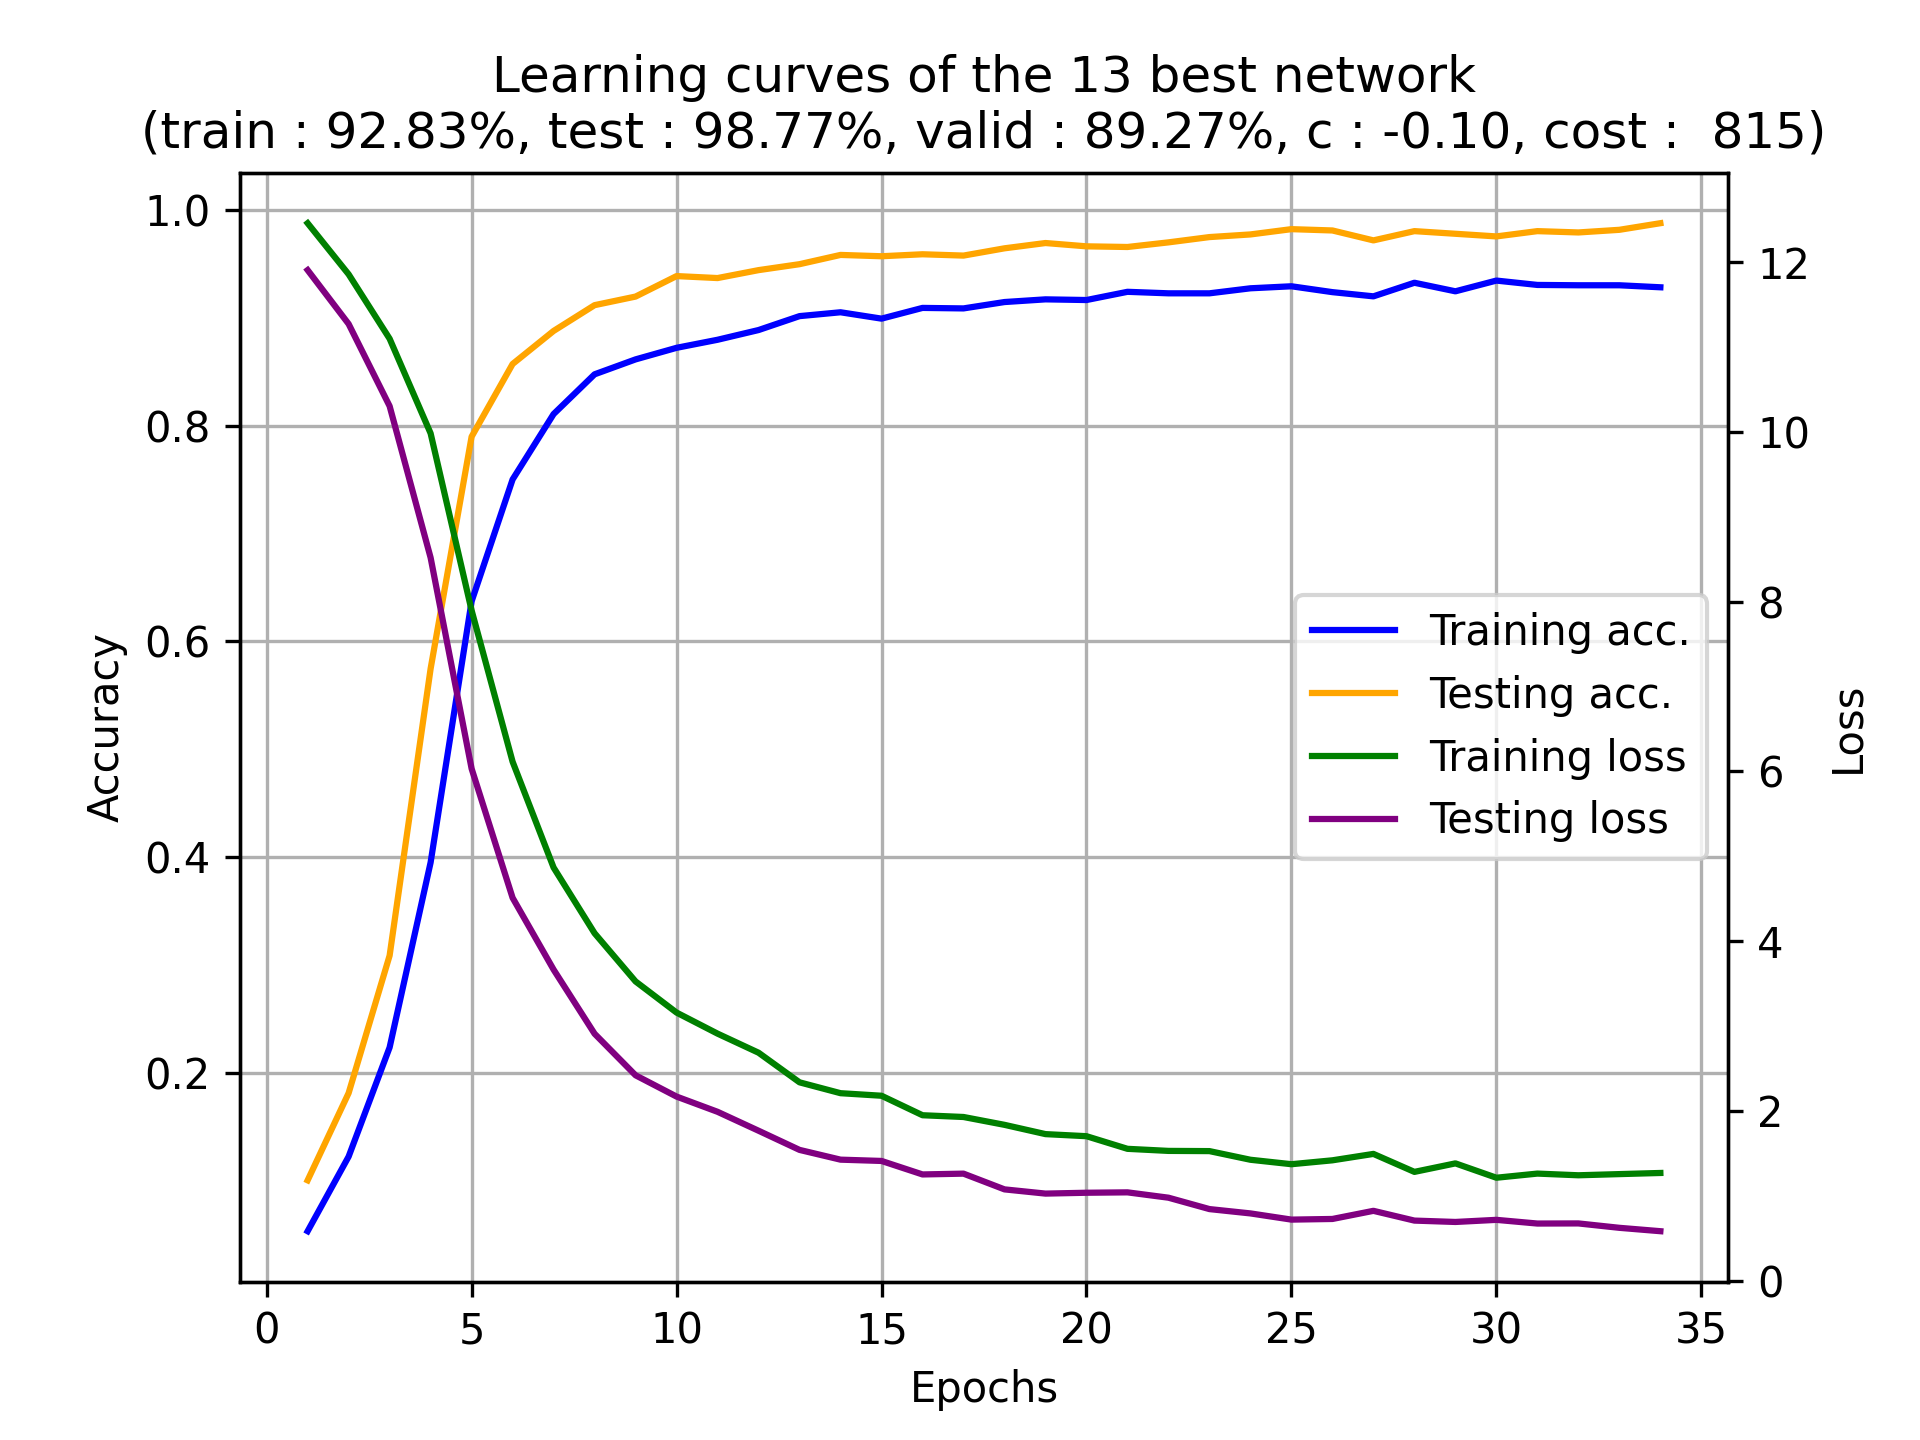 Learning curves of the 13 best network
(train : 92.83%, test : 98.77%, valid : 89.27%, c : -0.10, cost :  815)
1.0
0.8
0.6
0.4
0.2
Accuracy
12
10
8
6
4
2
0
Loss
Training acc.
Testing acc.
Training loss
Testing loss
0 5 10 15 20 25 30 35
Epochs